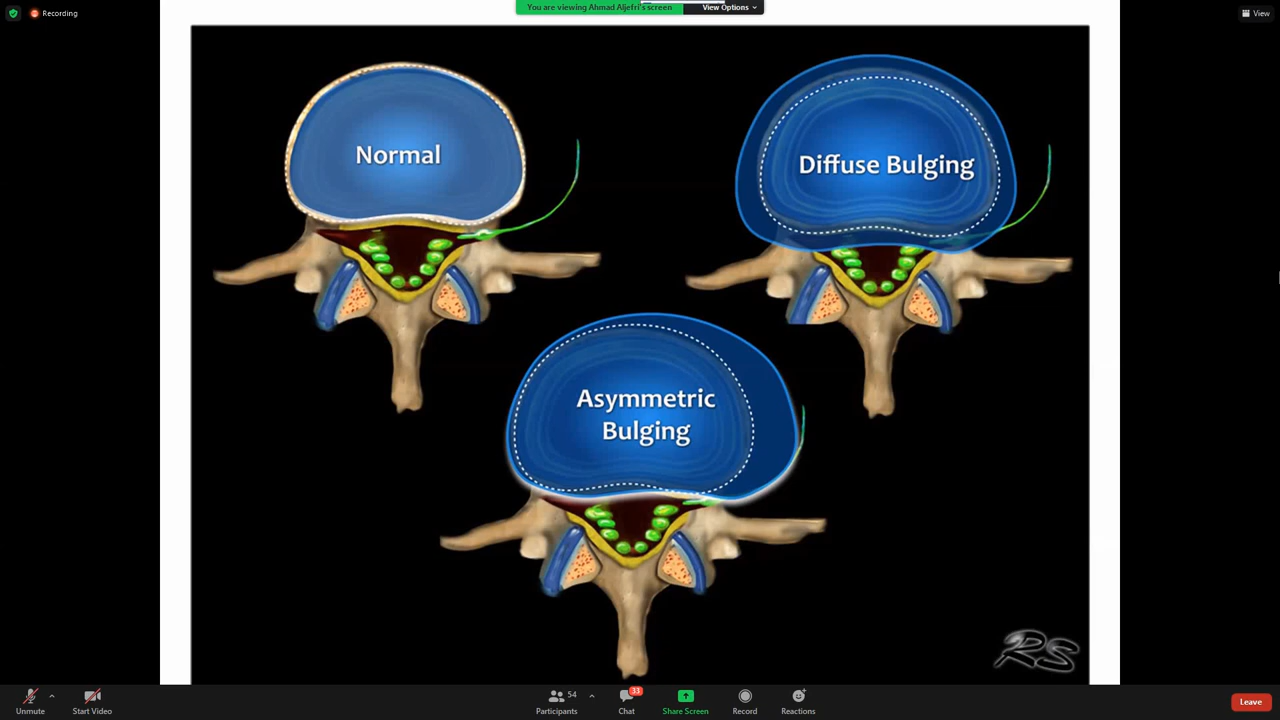 Recording
You are viewing Ahmad Aljefri's screen
View Options
View
Normal
Diffuse Bulging
Asymmetric
Bulging
RS
Unmute
Start Video
54
Participants
33
Chat
Share Screen
Record
Reactions
Leave